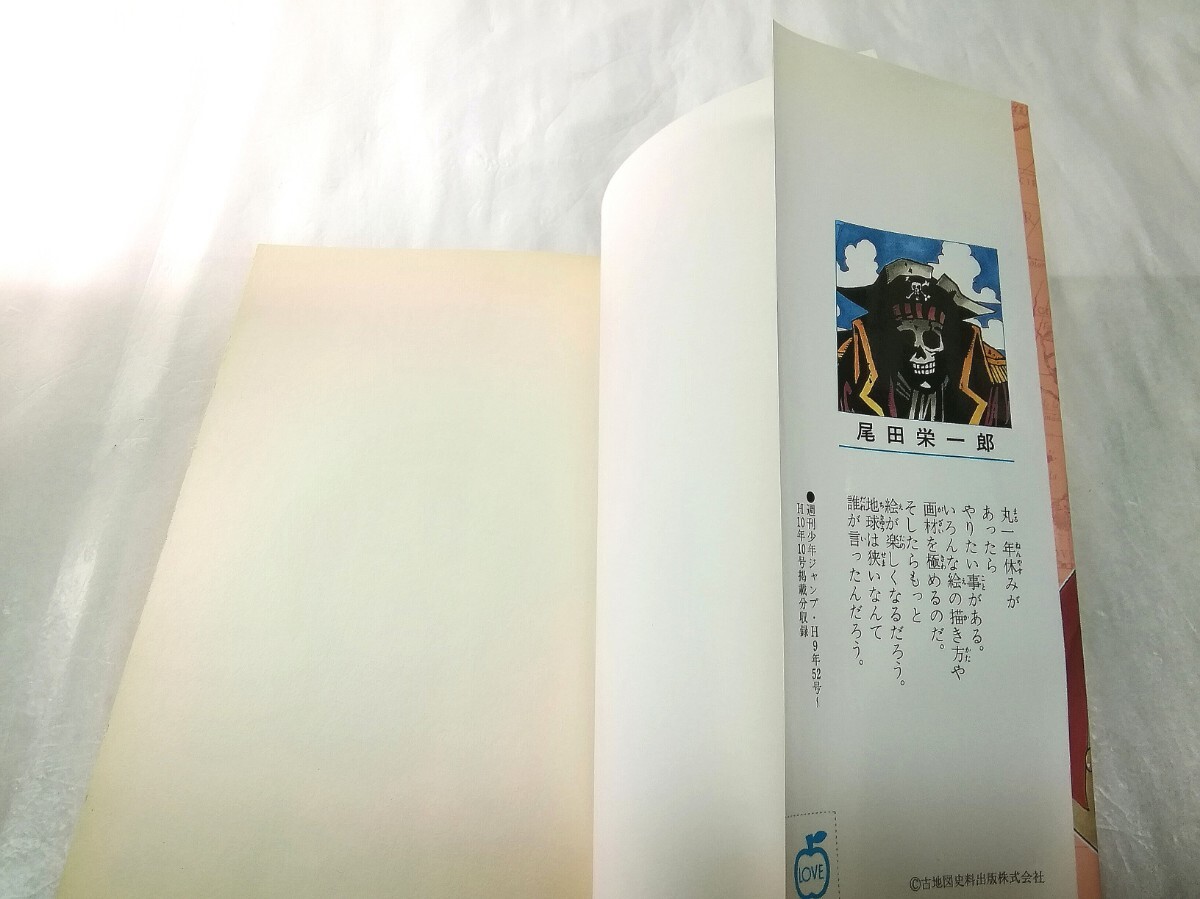 尾田栄一郎
丸一年休みが
あったら
やりたい事がある。
いろんな絵の描き方や
画材を極めるのだ。
そしたらもっと
絵が楽しくなるだろう。
地球は狭いなんて
誰が言ったんだろう。
●週刊少年ジャンプ・H9年52号〜
H10年10号掲載分収録
LOVE
©古地図史料出版株式会社